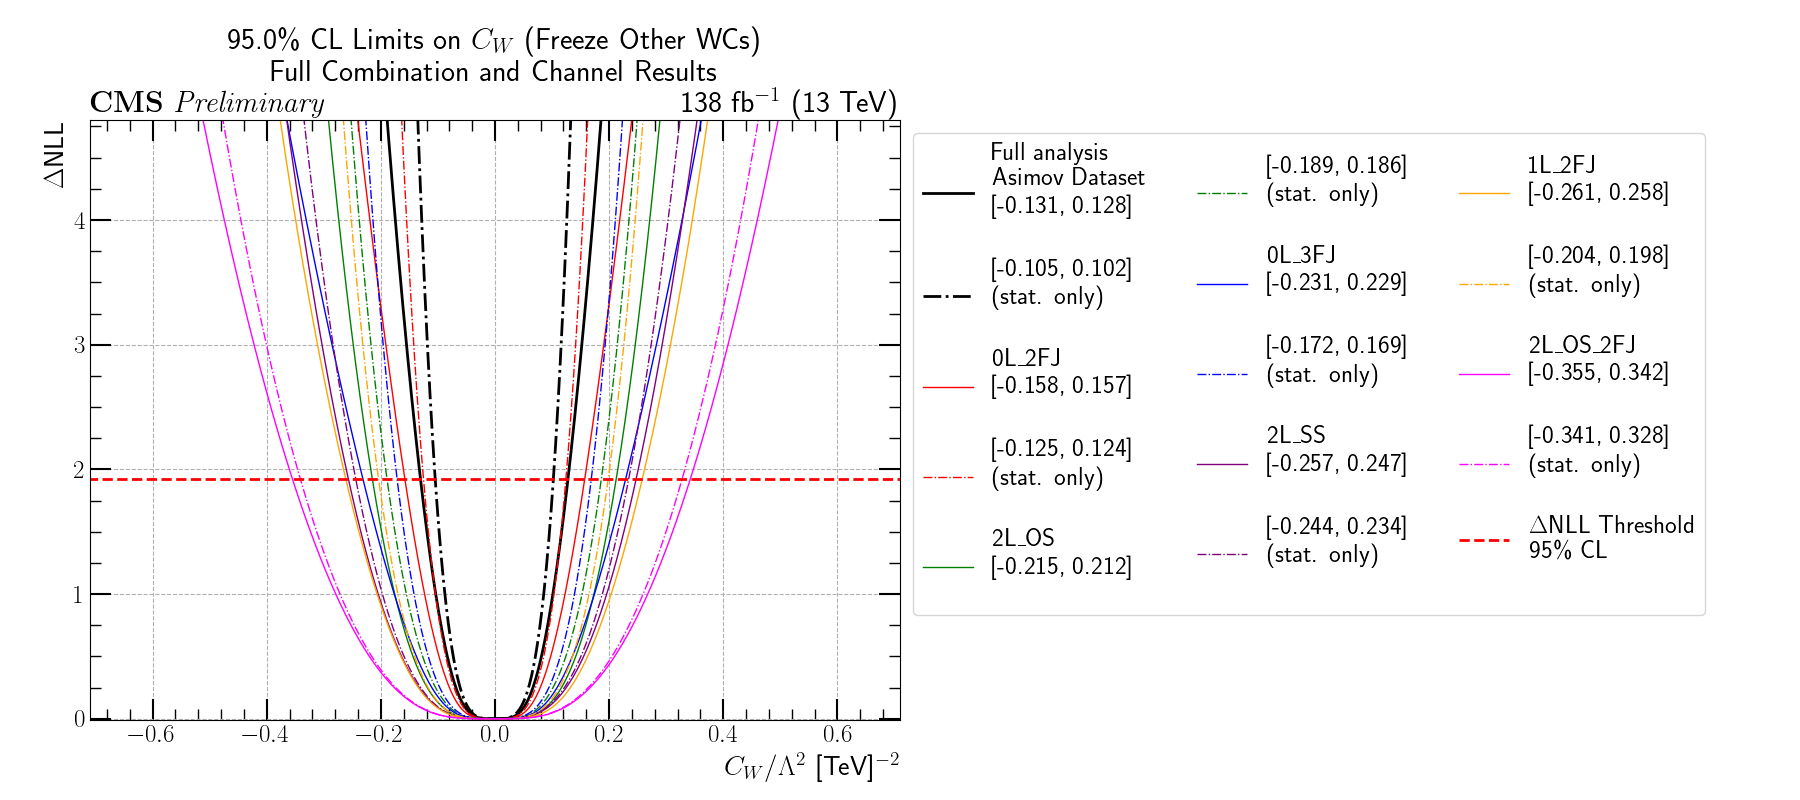 95.0% CL Limits on C_W (Freeze Other WCs)
Full Combination and Channel Results
CMS Preliminary
138 fb⁻¹ (13 TeV)
ΔNLL
4
3
2
1
0
−0.6
−0.4
−0.2
0.0
0.2
0.4
0.6
C_W/Λ² [TeV]⁻²
Full analysis
Asimov Dataset
[-0.131, 0.128]
[-0.105, 0.102]
(stat. only)
0L_2FJ
[-0.158, 0.157]
[-0.125, 0.124]
(stat. only)
2L_OS
[-0.215, 0.212]
[-0.189, 0.186]
(stat. only)
0L_3FJ
[-0.231, 0.229]
[-0.172, 0.169]
(stat. only)
2L_SS
[-0.257, 0.247]
[-0.244, 0.234]
(stat. only)
1L_2FJ
[-0.261, 0.258]
[-0.204, 0.198]
(stat. only)
2L_OS_2FJ
[-0.355, 0.342]
[-0.341, 0.328]
(stat. only)
ΔNLL Threshold
95% CL